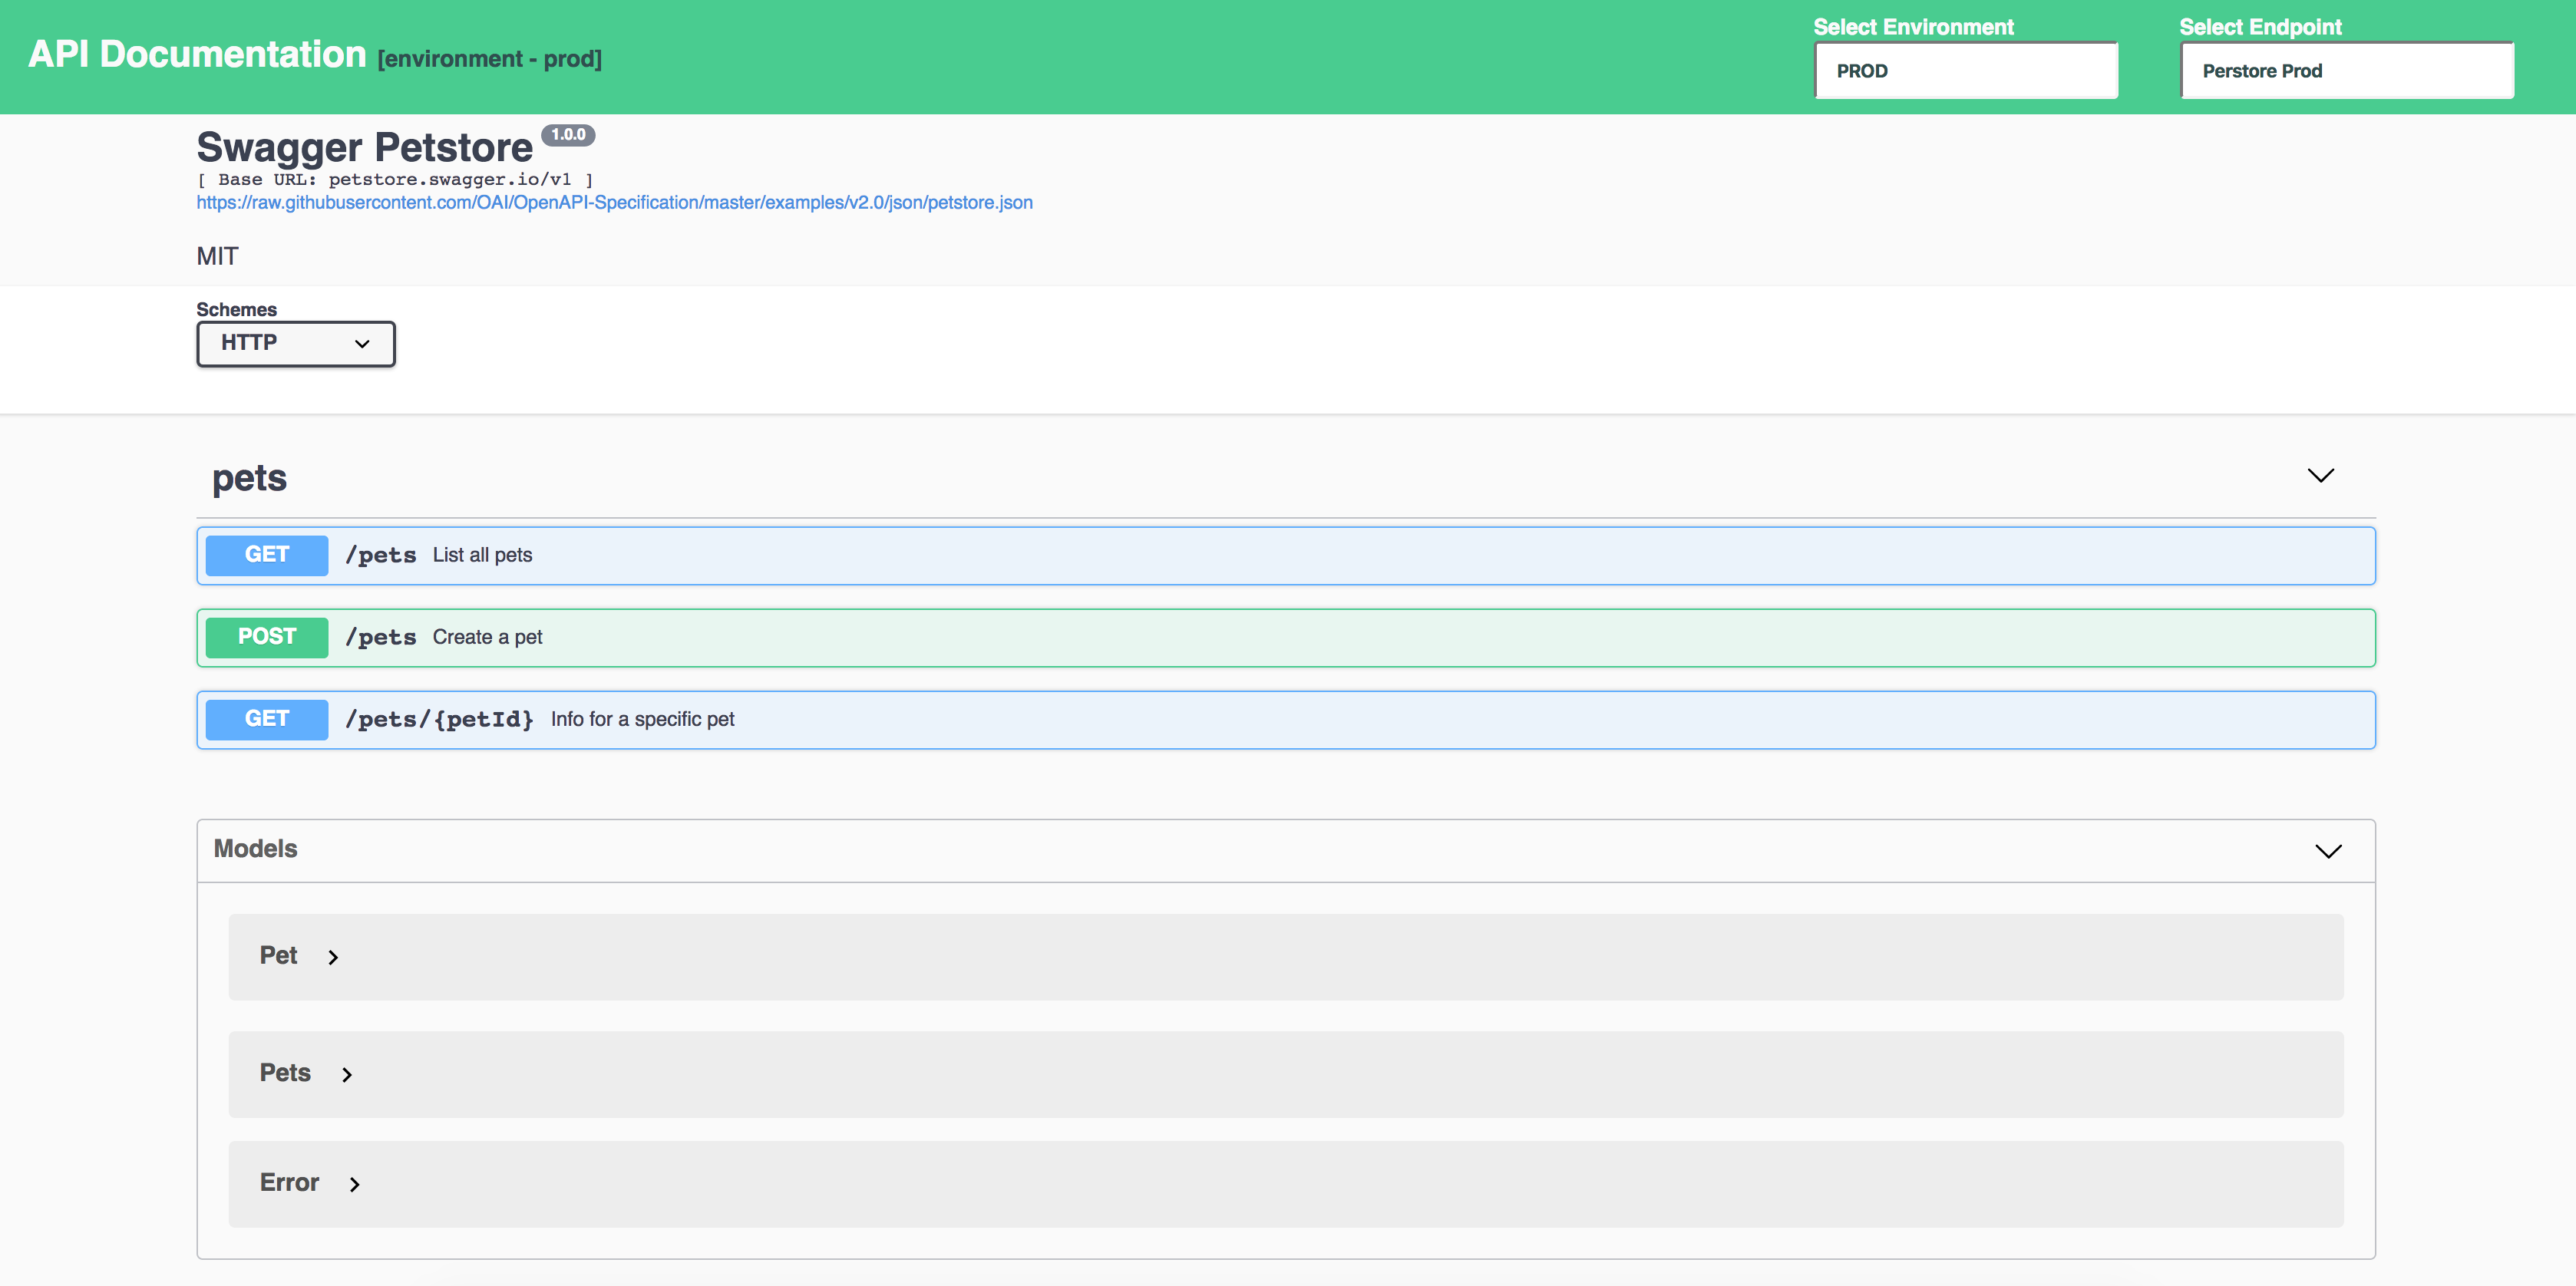 API Documentation [environment - prod]
Select Environment
PROD
Select Endpoint
Perstore Prod
Swagger Petstore 1.0.0
[ Base URL: petstore.swagger.io/v1 ]
https://raw.githubusercontent.com/OAI/OpenAPI-Specification/master/examples/v2.0/json/petstore.json
MIT
Schemes
HTTP
pets
GET /pets List all pets
POST /pets Create a pet
GET /pets/{petId} Info for a specific pet
Models
Pet
Pets
Error